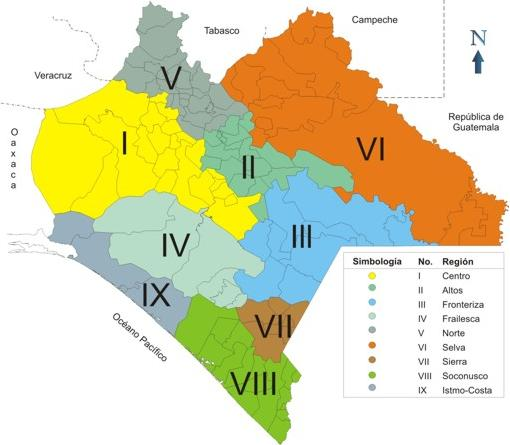 Campeche
Tabasco
N
Veracruz
República de
Guatemala
Oaxaca
V
I
VI
II
III
IV
IX
VII
VIII
Océano Pacífico
Simbología No. Región
I Centro
II Altos
III Fronteriza
IV Frailesca
V Norte
VI Selva
VII Sierra
VIII Soconusco
IX Istmo-Costa